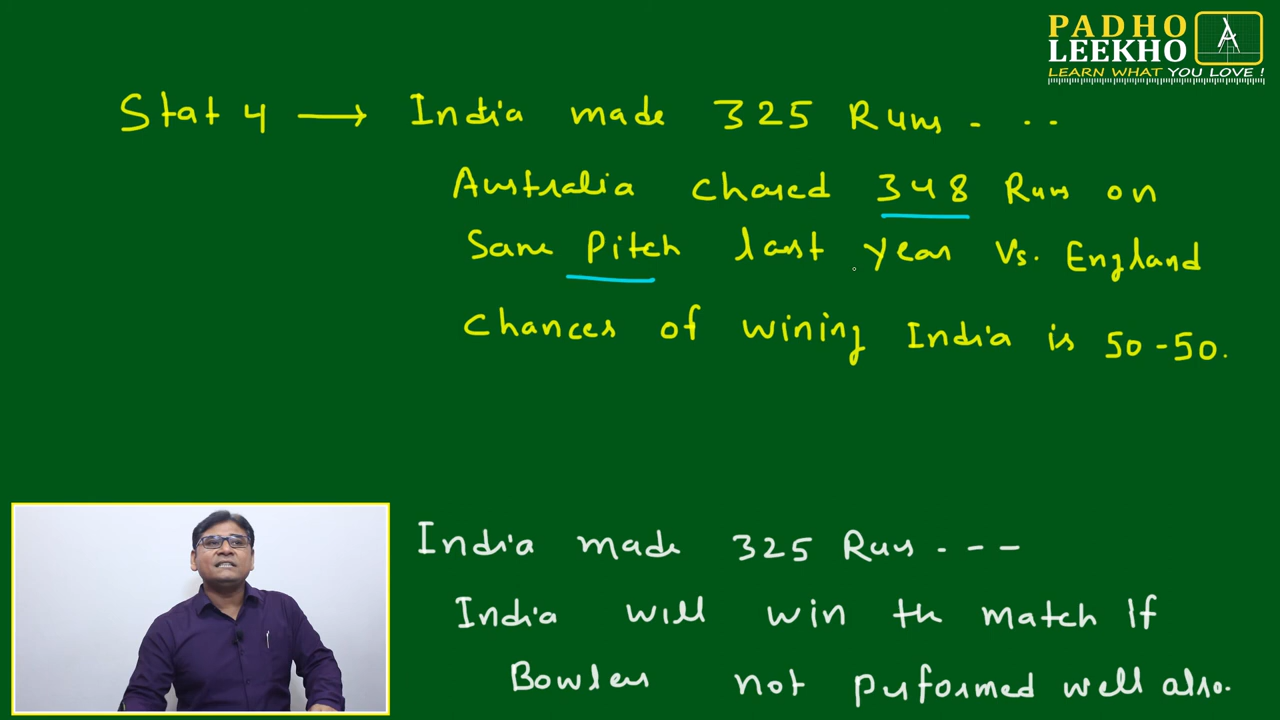 PADHO
LEEKHO
LEARN WHAT YOU LOVE !
Stat 4 → India made 325 Runs - . .
Australia chased 348 Runs on
Same Pitch last year Vs. England
Chances of wining India is 50-50.
India made 325 Runs - - -
India will win the match If
Bowlers not performed well also.